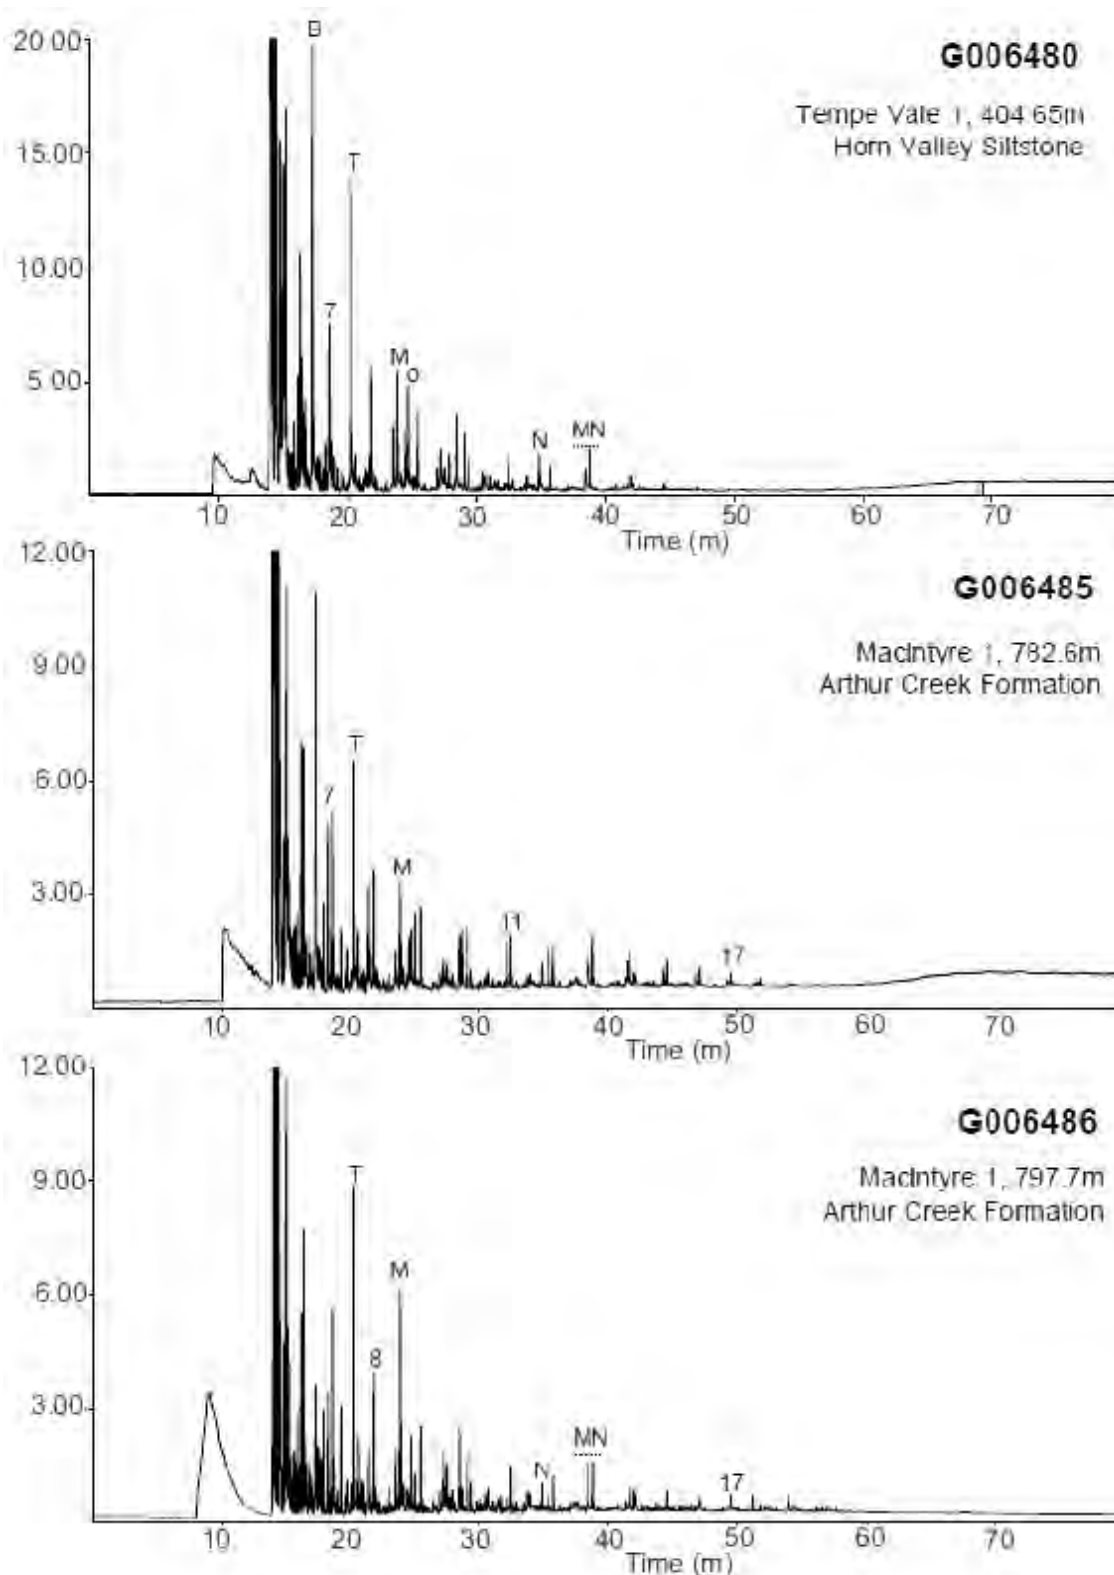 B
20.00
G006480
Tempe Vale 1, 404.65m
Horn Valley Siltstone
15.00
T
10.00
7
M
o
5.00
N
MN
10 20 30 40 50 60 70
Time (m)
12.00
G006485
MacIntyre 1, 782.6m
Arthur Creek Formation
9.00
T
6.00
7
M
3.00
11
17
10 20 30 40 50 60 70
Time (m)
12.00
G006486
MacIntyre 1, 797.7m
Arthur Creek Formation
9.00
T
6.00
M
8
3.00
MN
N
17
10 20 30 40 50 60 70
Time (m)